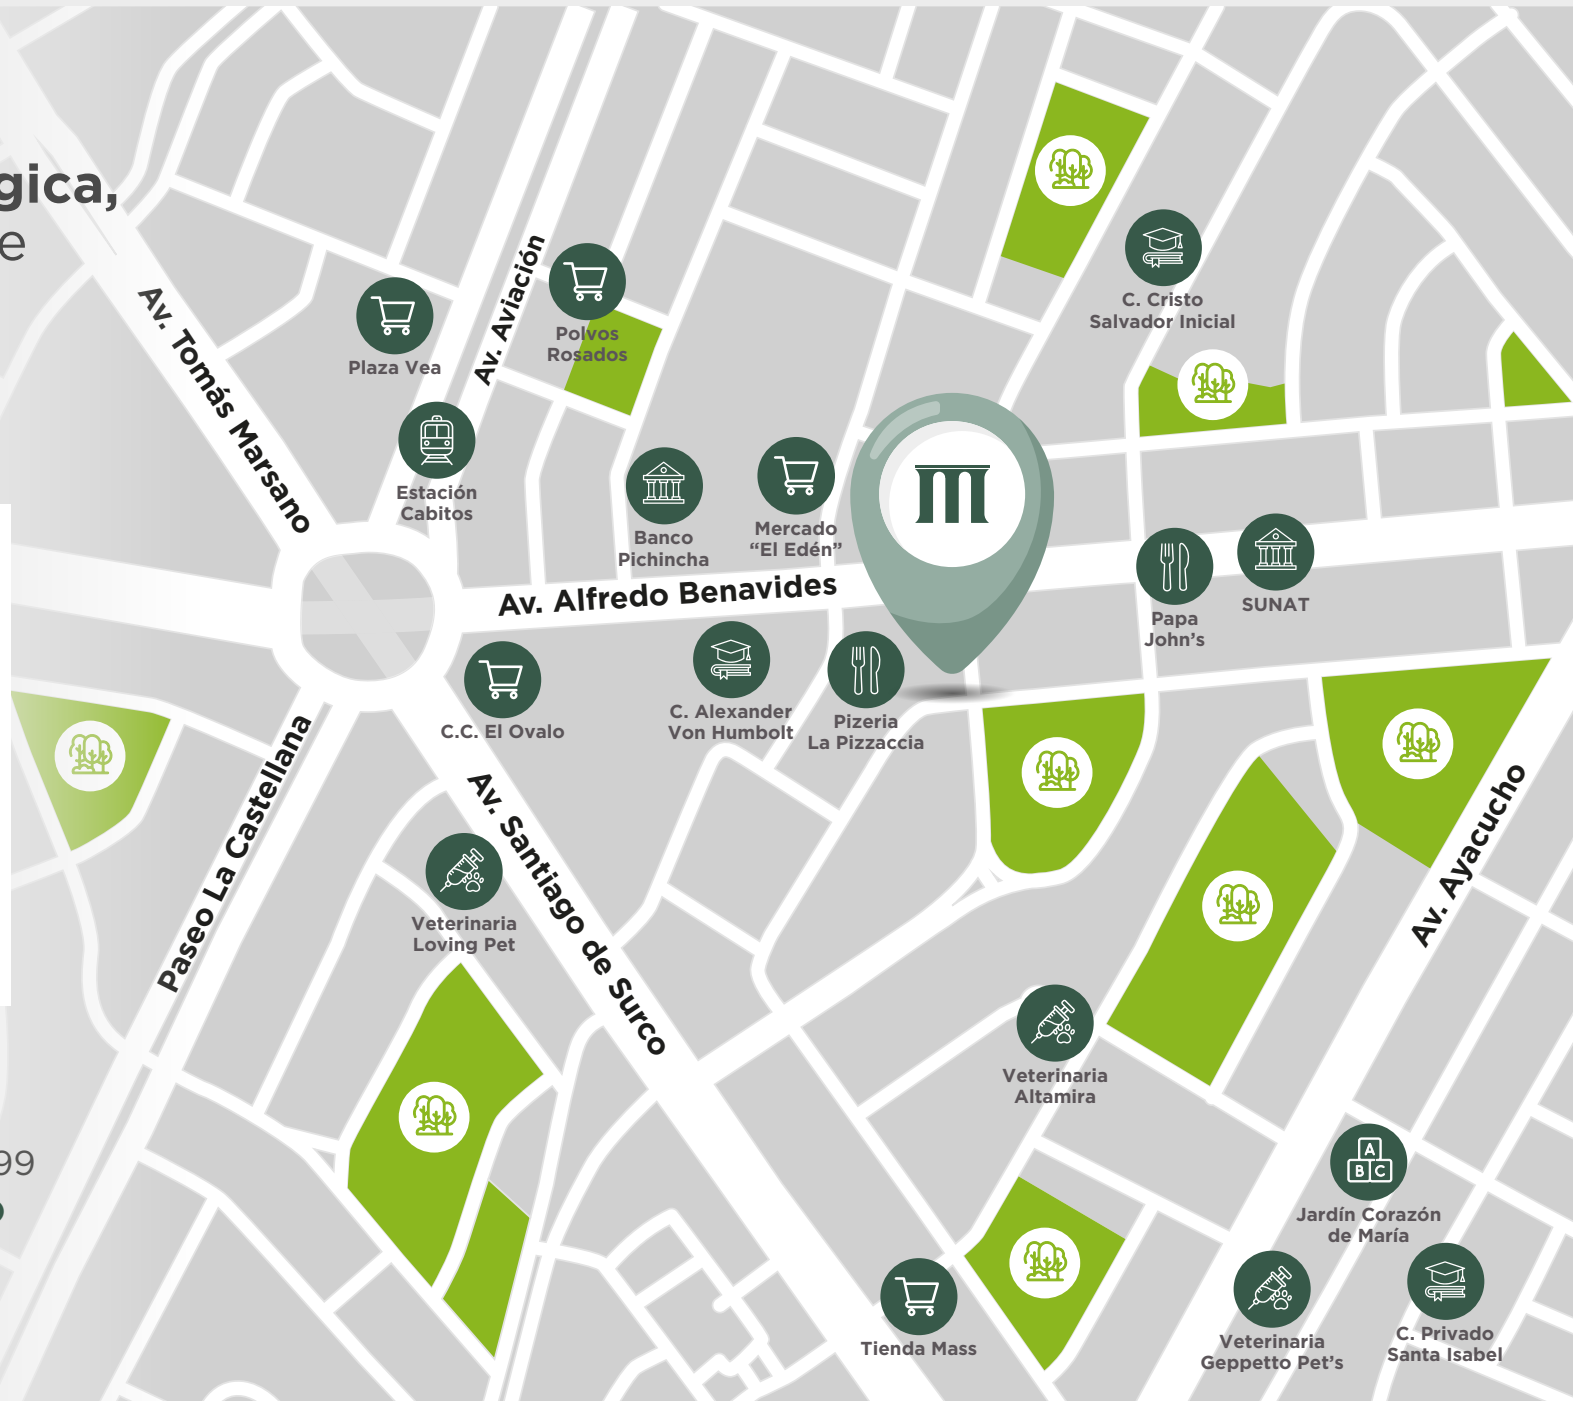 gica,
e
Av. Tomás Marsano
Av. Aviación
Polvos
Rosados
Plaza Vea
Estación
Cabitos
C. Cristo
Salvador Inicial
Banco
Pichincha
Mercado
“El Edén”
Av. Alfredo Benavides
Papa
John’s
SUNAT
C.C. El Ovalo
C. Alexander
Von Humbolt
Pizeria
La Pizzaccia
Paseo La Castellana
Av. Santiago de Surco
Av. Ayacucho
Veterinaria
Loving Pet
Veterinaria
Altamira
99
A
B C
Jardín Corazón
de María
Tienda Mass
Veterinaria
Geppetto Pet’s
C. Privado
Santa Isabel